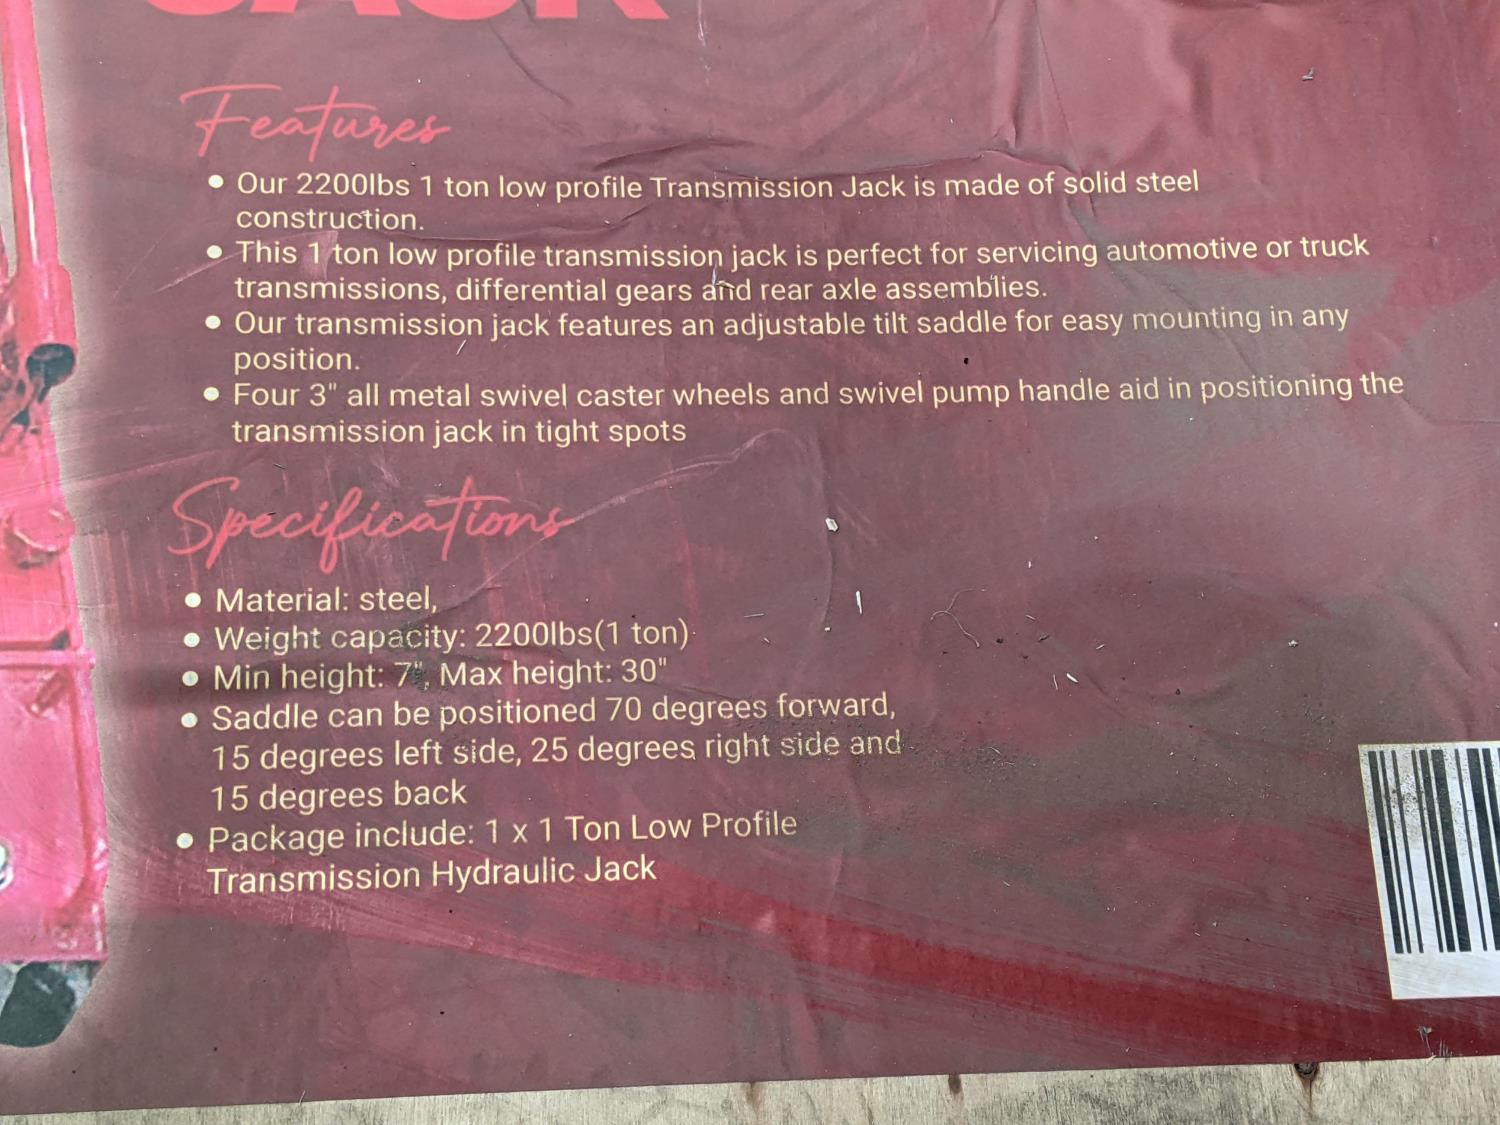 JACK
Features
• Our 2200lbs 1 ton low profile Transmission Jack is made of solid steel
construction.
• This 1 ton low profile transmission jack is perfect for servicing automotive or truck
transmissions, differential gears and rear axle assemblies.
• Our transmission jack features an adjustable tilt saddle for easy mounting in any
position.
• Four 3" all metal swivel caster wheels and swivel pump handle aid in positioning the
transmission jack in tight spots
Specifications
• Material: steel,
• Weight capacity: 2200lbs(1 ton)
• Min height: 7", Max height: 30"
• Saddle can be positioned 70 degrees forward,
15 degrees left side, 25 degrees right side and
15 degrees back
• Package include: 1 x 1 Ton Low Profile
Transmission Hydraulic Jack